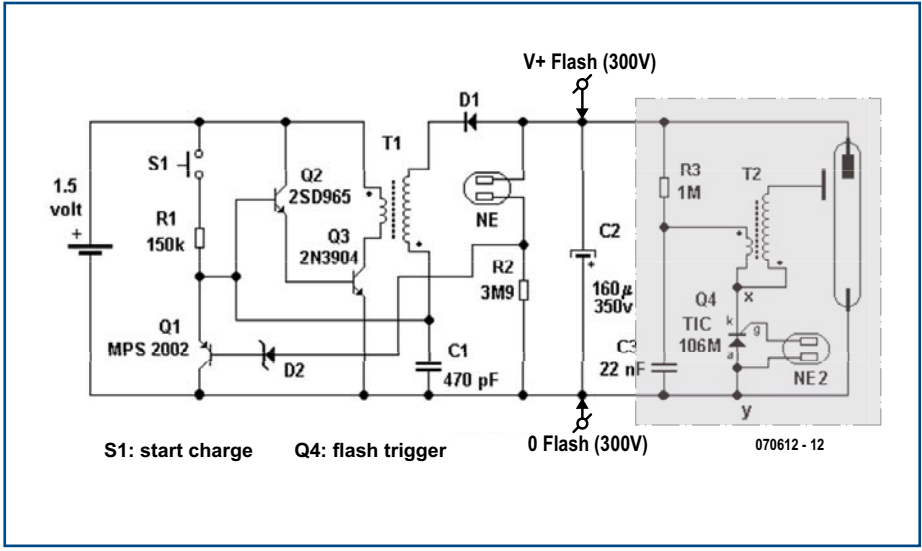 V+ Flash (300V)
D1
T1
S1
Q2
2SD965
R3
1M
T2
1.5
volt
+
R1
150k
Q3
2N3904
NE
C2
+
R2
3M9
160µ
350v
Q4
TIC
106M
x
k
g
a
Q1
MPS 2002
D2
C1
470 pF
C3
22 nF
NE2
y
S1: start charge
Q4: flash trigger
0 Flash (300V)
070612 - 12